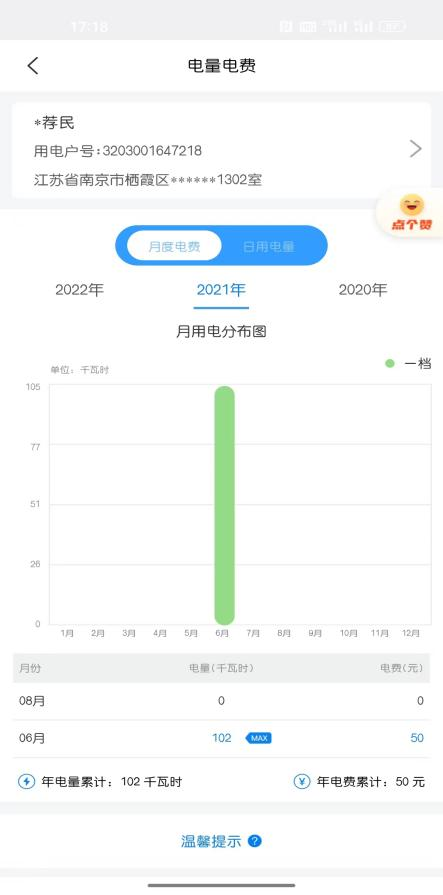 17:18
电量电费
*荐民
用电户号:3203001647218
江苏省南京市栖霞区******1302室
点个赞
月度电费 日用电量
2022年 2021年 2020年
月用电分布图
单位：千瓦时 一档
105
77
51
26
0
1月 2月 3月 4月 5月 6月 7月 8月 9月 10月 11月 12月
月份 电量(千瓦时) 电费(元)
08月 0 0
06月 102 MAX 50
年电量累计：102 千瓦时 年电费累计：50 元
温馨提示 ?